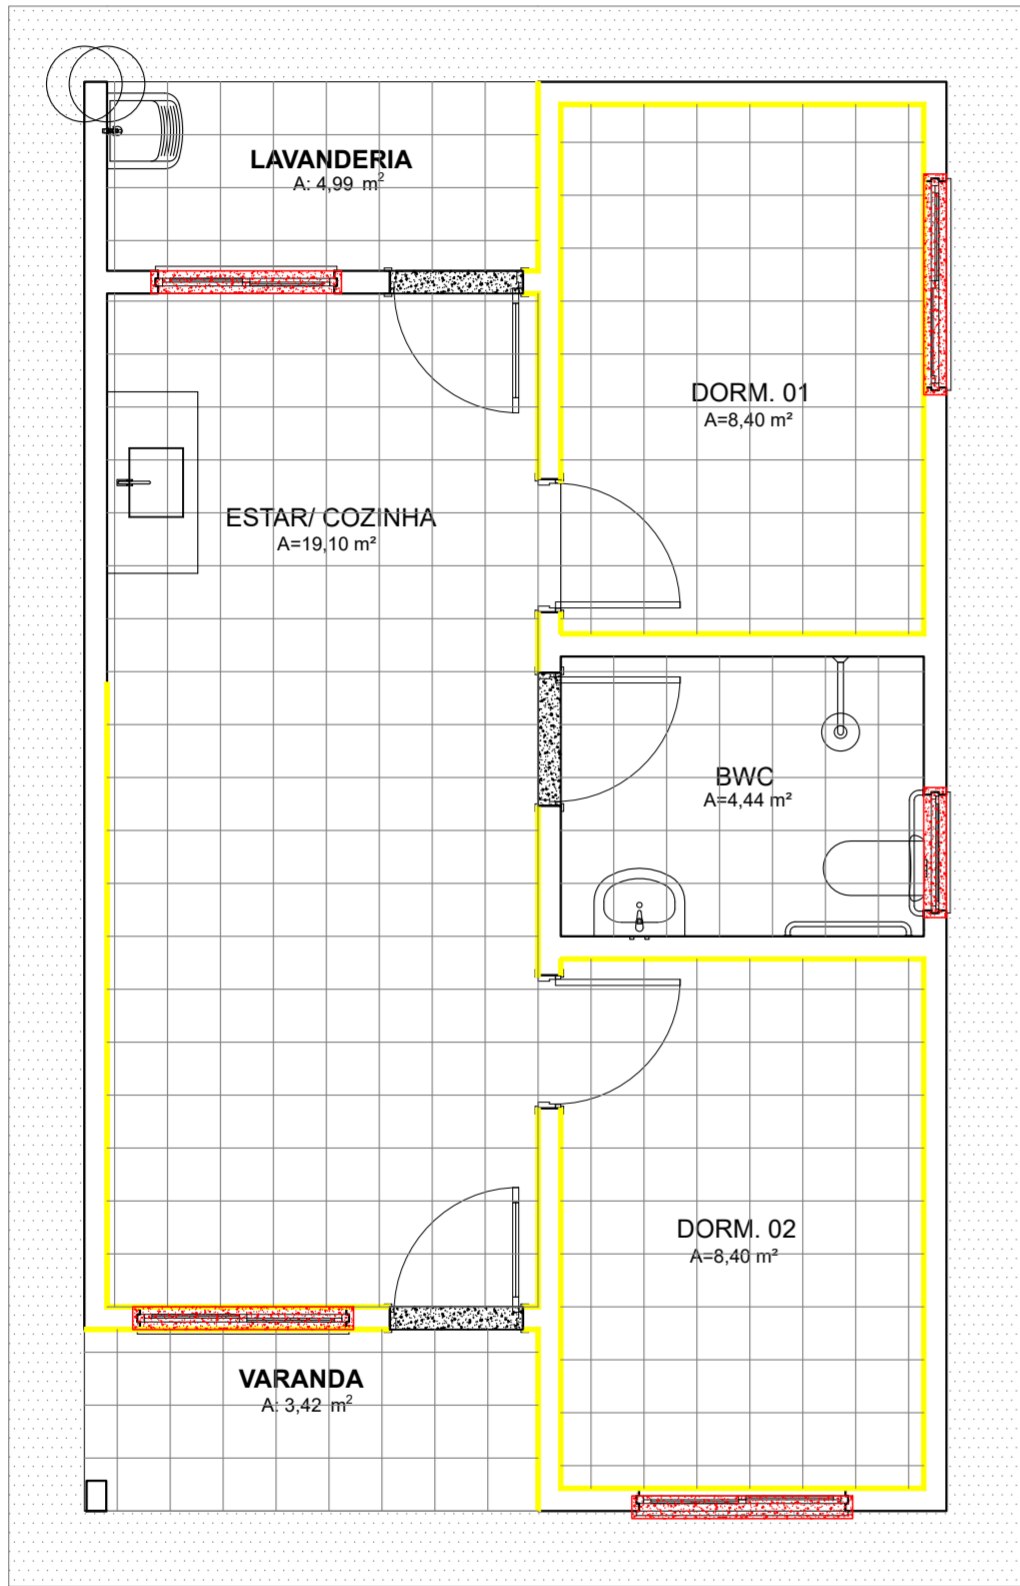 LAVANDERIA
A: 4,99 m²
DORM. 01
A=8,40 m²
ESTAR/ COZINHA
A=19,10 m²
BWC
A=4,44 m²
DORM. 02
A=8,40 m²
VARANDA
A: 3,42 m²